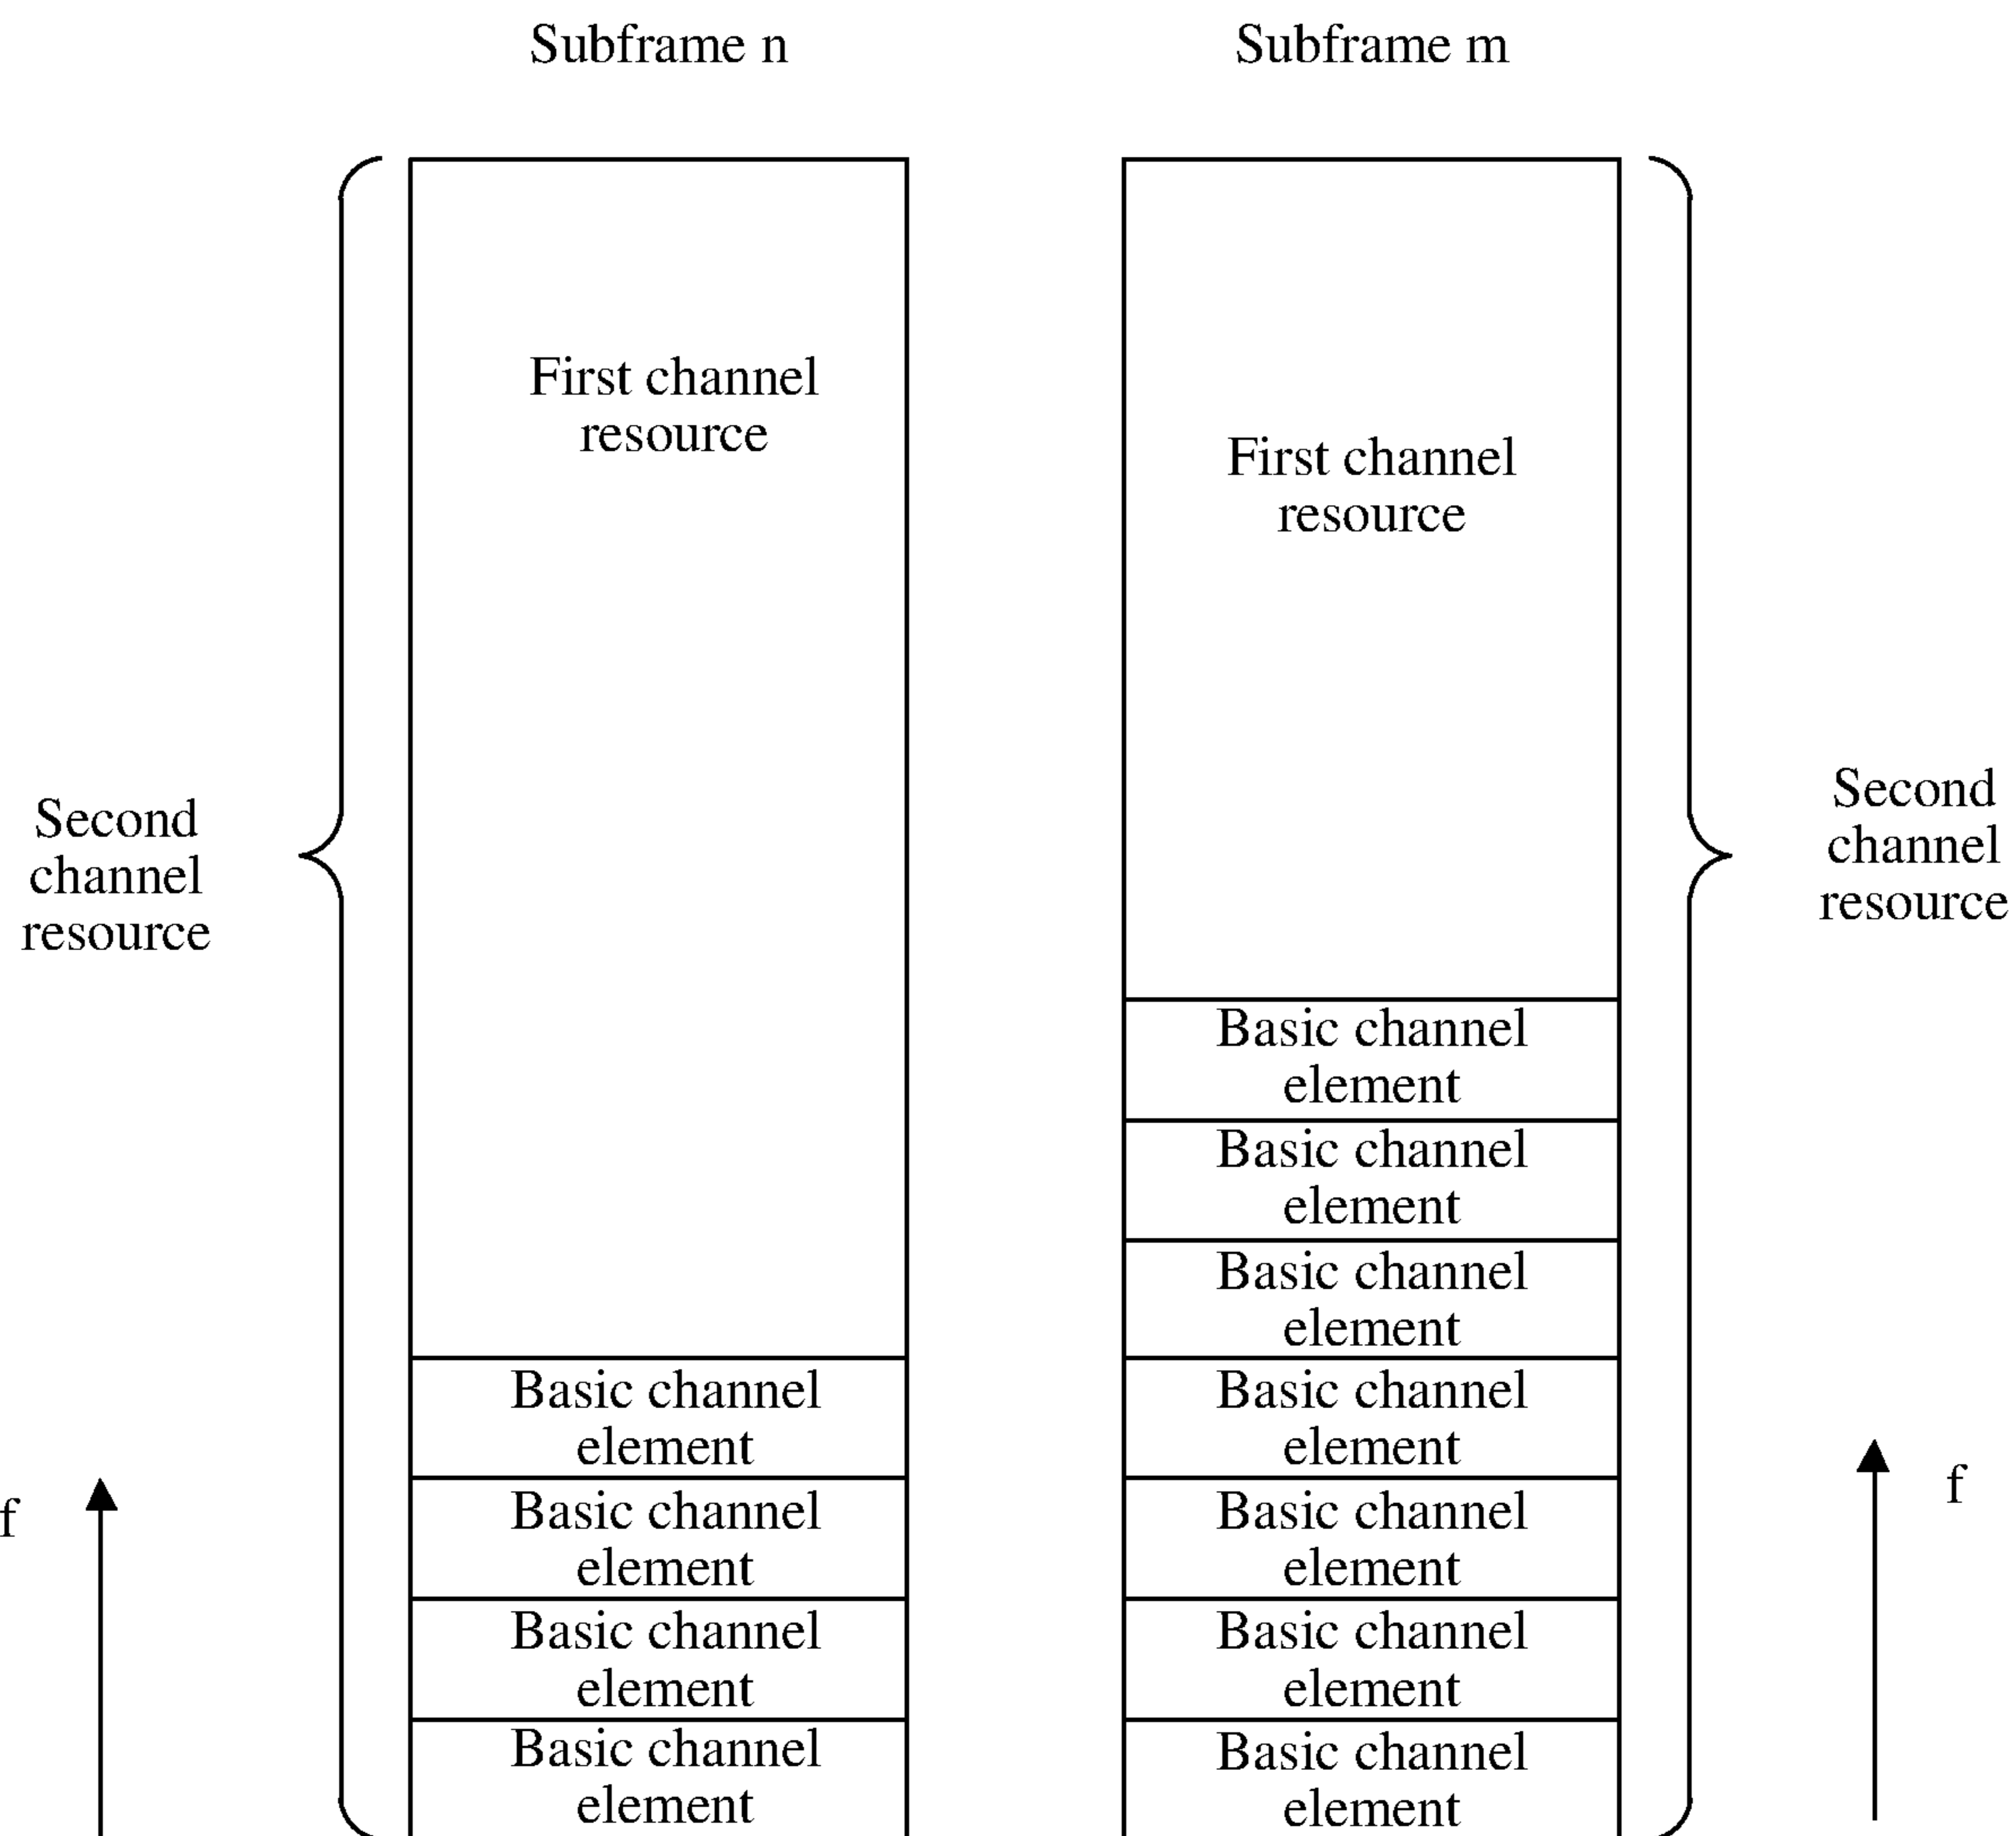 Subframe n
Subframe m
First channel
resource
First channel
resource
Second
channel
resource
Second
channel
resource
Basic channel
element
Basic channel
element
Basic channel
element
Basic channel
element
Basic channel
element
Basic channel
element
Basic channel
element
Basic channel
element
Basic channel
element
Basic channel
element
Basic channel
element
f
f